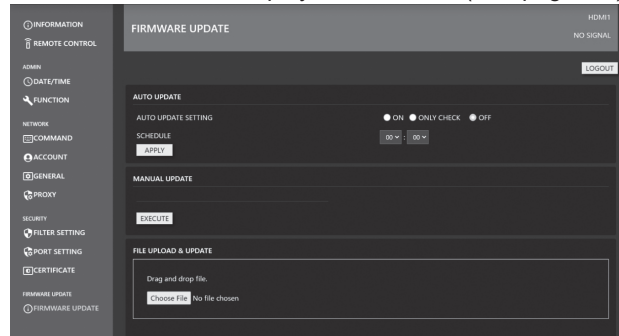 INFORMATION
REMOTE CONTROL
ADMIN
DATE/TIME
FUNCTION
NETWORK
COMMAND
ACCOUNT
GENERAL
PROXY
SECURITY
FILTER SETTING
PORT SETTING
CERTIFICATE
FIRMWARE UPDATE
FIRMWARE UPDATE
FIRMWARE UPDATE
HDMI1
NO SIGNAL
LOGOUT
AUTO UPDATE
AUTO UPDATE SETTING ON ONLY CHECK OFF
SCHEDULE 00 : 00
APPLY
MANUAL UPDATE
EXECUTE
FILE UPLOAD & UPDATE
Drag and drop file.
Choose File No file chosen